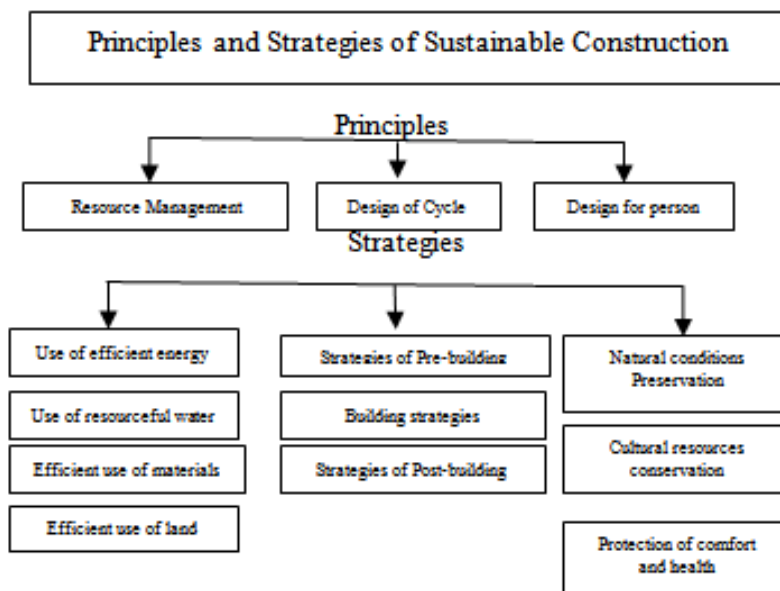 Principles and Strategies of Sustainable Construction
Principles
Resource Management
Design of Cycle
Design for person
Strategies
Use of efficient energy
Use of resourceful water
Efficient use of materials
Efficient use of land
Strategies of Pre-building
Building strategies
Strategies of Post-building
Natural conditions
Preservation
Cultural resources
conservation
Protection of comfort
and health